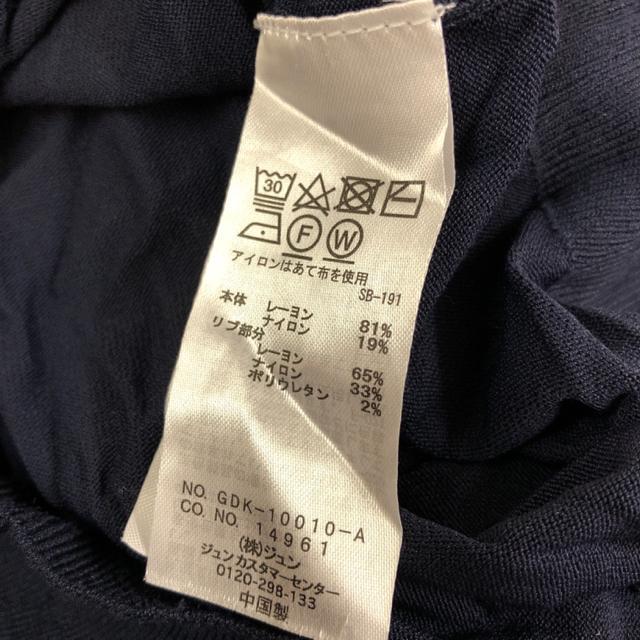 30
F W
アイロンはあて布を使用
SB-191
本体 レーヨン 81%
ナイロン 19%
リブ部分
レーヨン 65%
ナイロン 33%
ポリウレタン 2%
NO. GDK-10010-A
CO. NO. 14961
(株)ジュン
ジュンカスタマーセンター
0120-298-133
中国製